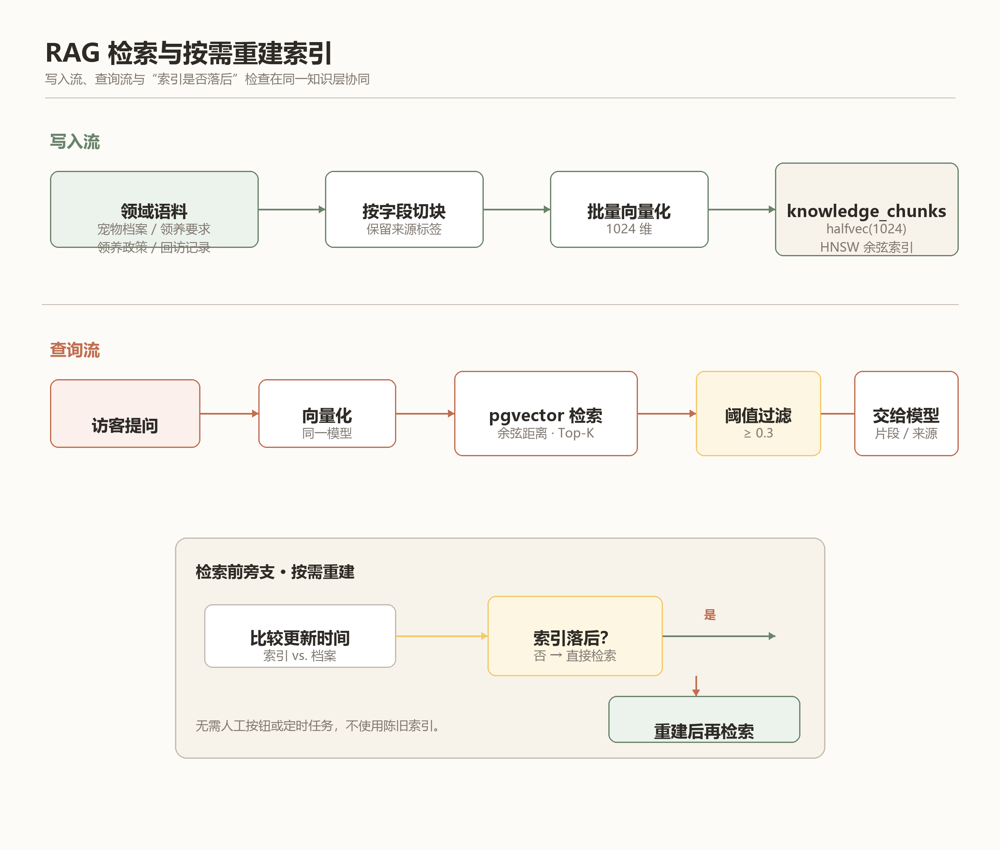 RAG 检索与按需重建索引
写入流、查询流与“索引是否落后”检查在同一知识层协同
写入流
领域语料
宠物档案 / 领养要求
领养政策 / 回访记录
按字段切块
保留来源标签
批量向量化
1024 维
knowledge_chunks
halfvec(1024)
HNSW 余弦索引
查询流
访客提问
向量化
同一模型
pgvector 检索
余弦距离 · Top-K
阈值过滤
≥ 0.3
交给模型
片段 / 来源
检索前旁支 • 按需重建
比较更新时间
索引 vs. 档案
索引落后?
否 → 直接检索
是
重建后再检索
无需人工按钮或定时任务，不使用陈旧索引。